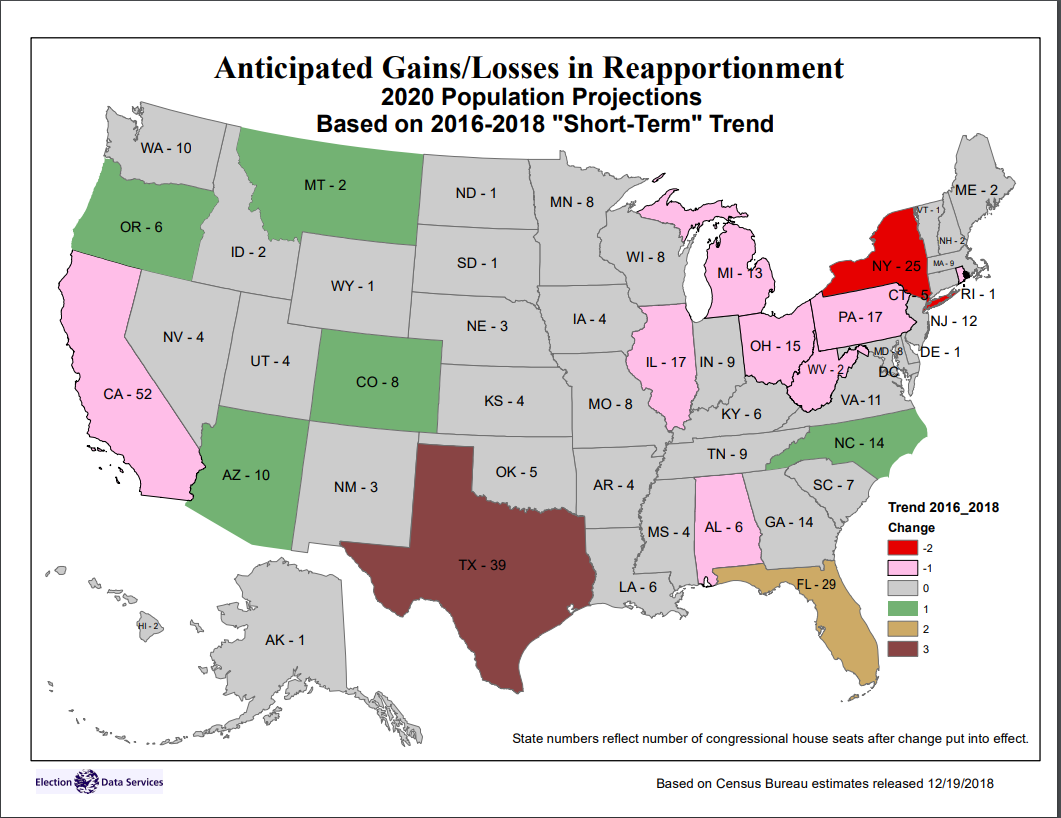 Anticipated Gains/Losses in Reapportionment
2020 Population Projections
Based on 2016-2018 "Short-Term" Trend
WA - 10
MT - 2
ND - 1
MN - 8
ME - 2
VT - 1
OR - 6
ID - 2
SD - 1
WI - 8
MI - 13
NH - 2
MA - 9
NY - 25
WY - 1
CT - 5
RI - 1
NV - 4
NE - 3
IA - 4
PA - 17
NJ - 12
UT - 4
CO - 8
IL - 17
IN - 9
OH - 15
WV - 2
MD - 8
DE - 1
DC
CA - 52
KS - 4
MO - 8
KY - 6
VA - 11
AZ - 10
NM - 3
OK - 5
AR - 4
TN - 9
NC - 14
SC - 7
TX - 39
MS - 4
AL - 6
GA - 14
LA - 6
FL - 29
HI - 2
AK - 1
Trend 2016_2018
Change
-2
-1
0
1
2
3
State numbers reflect number of congressional house seats after change put into effect.
Election Data Services
Based on Census Bureau estimates released 12/19/2018